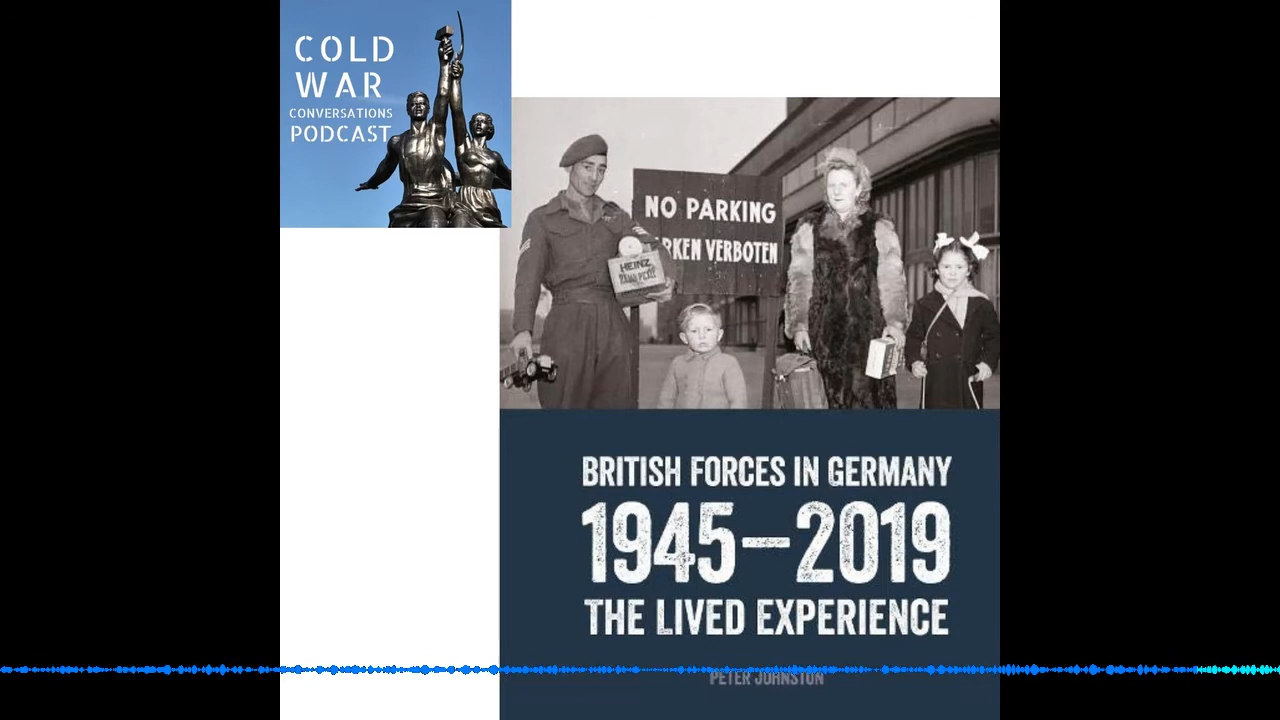 COLD
WAR
CONVERSATIONS
PODCAST
NO PARKING
RKEN VERBOTEN
HEINZ
BRITISH FORCES IN GERMANY
1945–2019
THE LIVED EXPERIENCE
PETER JOHNSTON